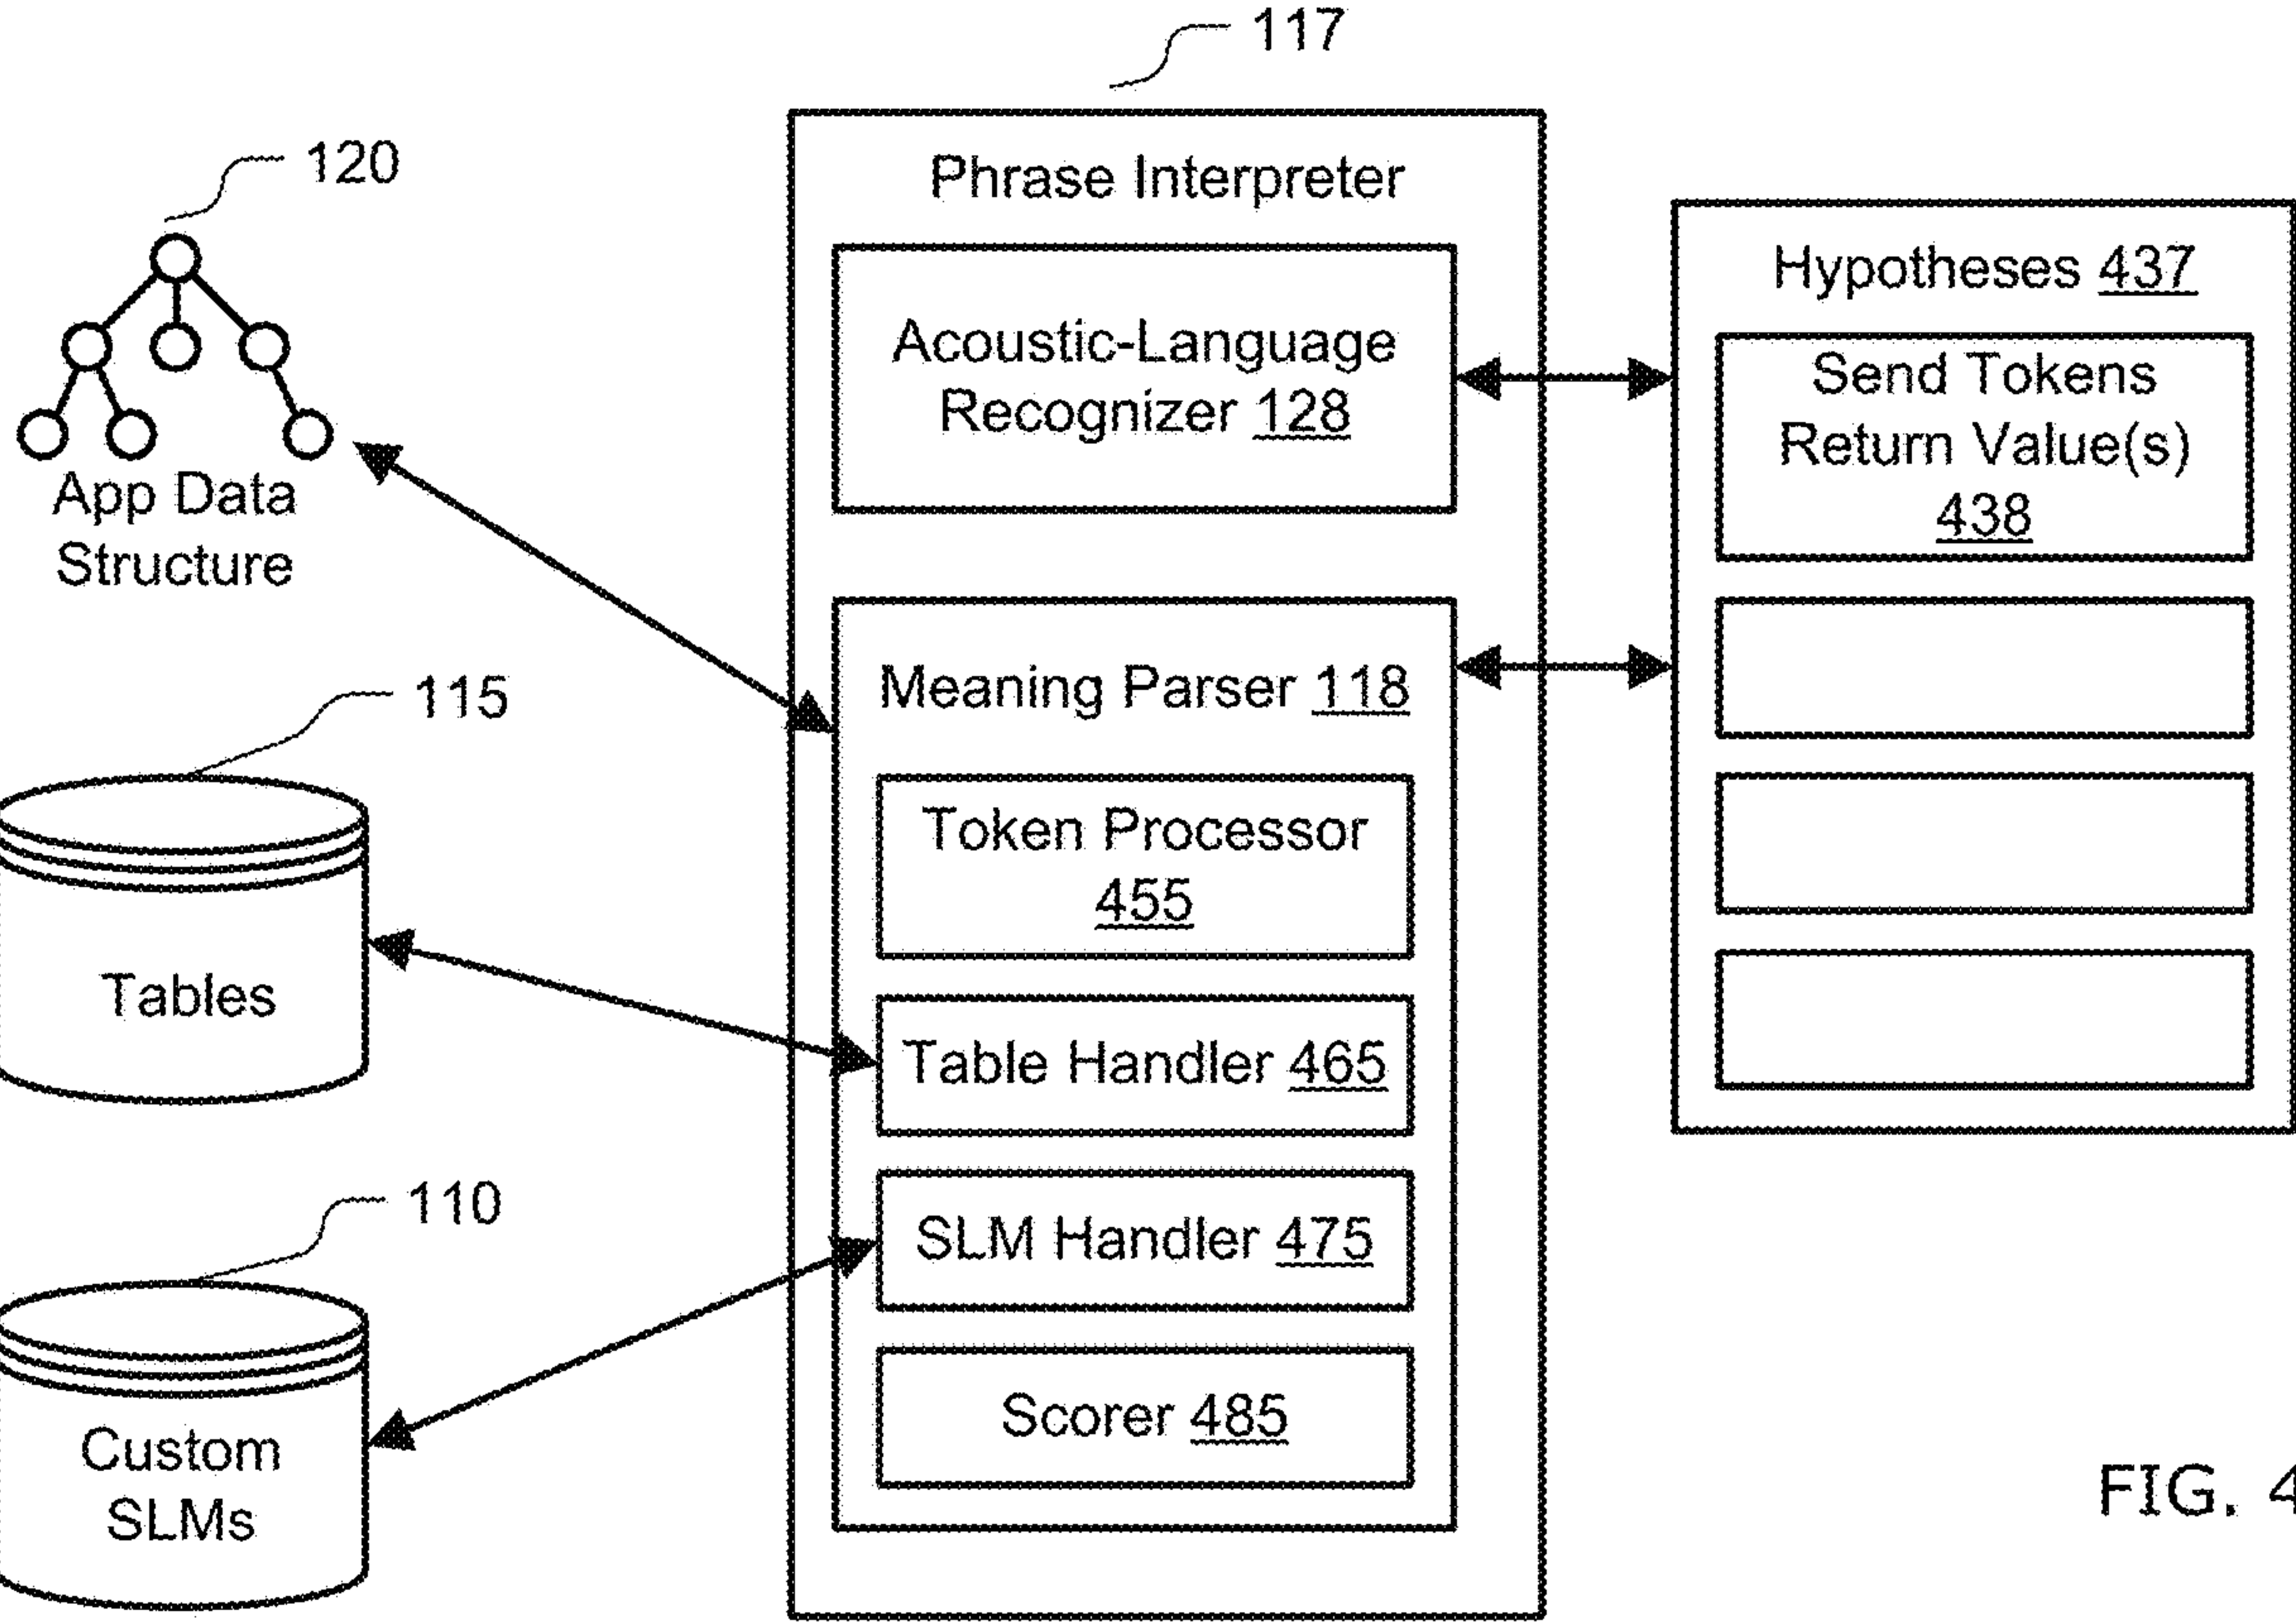 117
120
App Data
Structure
115
Tables
110
Custom
SLMs
Phrase Interpreter
Acoustic-Language
Recognizer 128
Meaning Parser 118
Token Processor
455
Table Handler 465
SLM Handler 475
Scorer 485
Hypotheses 437
Send Tokens
Return Value(s)
438
FIG. 4